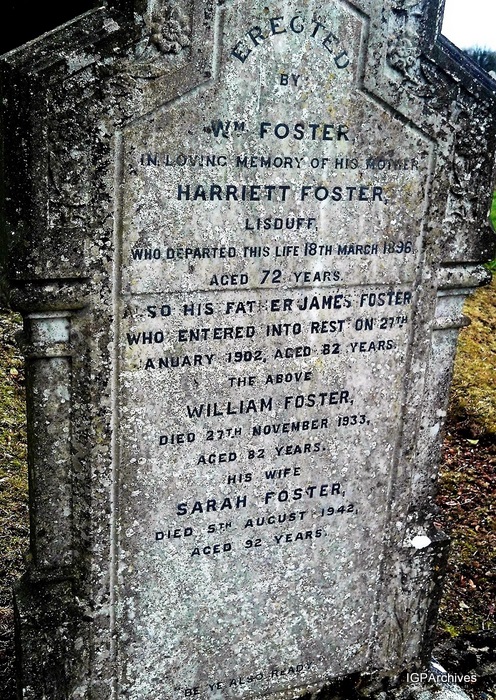 ERECTED
BY
WM. FOSTER,
IN LOVING MEMORY OF HIS MOTHER
HARRIETT FOSTER,
LISDUFF,
WHO DEPARTED THIS LIFE 18TH MARCH 1896,
AGED 72 YEARS.
ALSO HIS FATHER JAMES FOSTER
WHO ENTERED INTO REST ON 27TH
JANUARY 1902, AGED 82 YEARS.
THE ABOVE
WILLIAM FOSTER,
DIED 27TH NOVEMBER 1933,
AGED 82 YEARS.
HIS WIFE
SARAH FOSTER,
DIED 5TH AUGUST 1942,
AGED 92 YEARS.
BE YE ALSO READY
IGPArchives